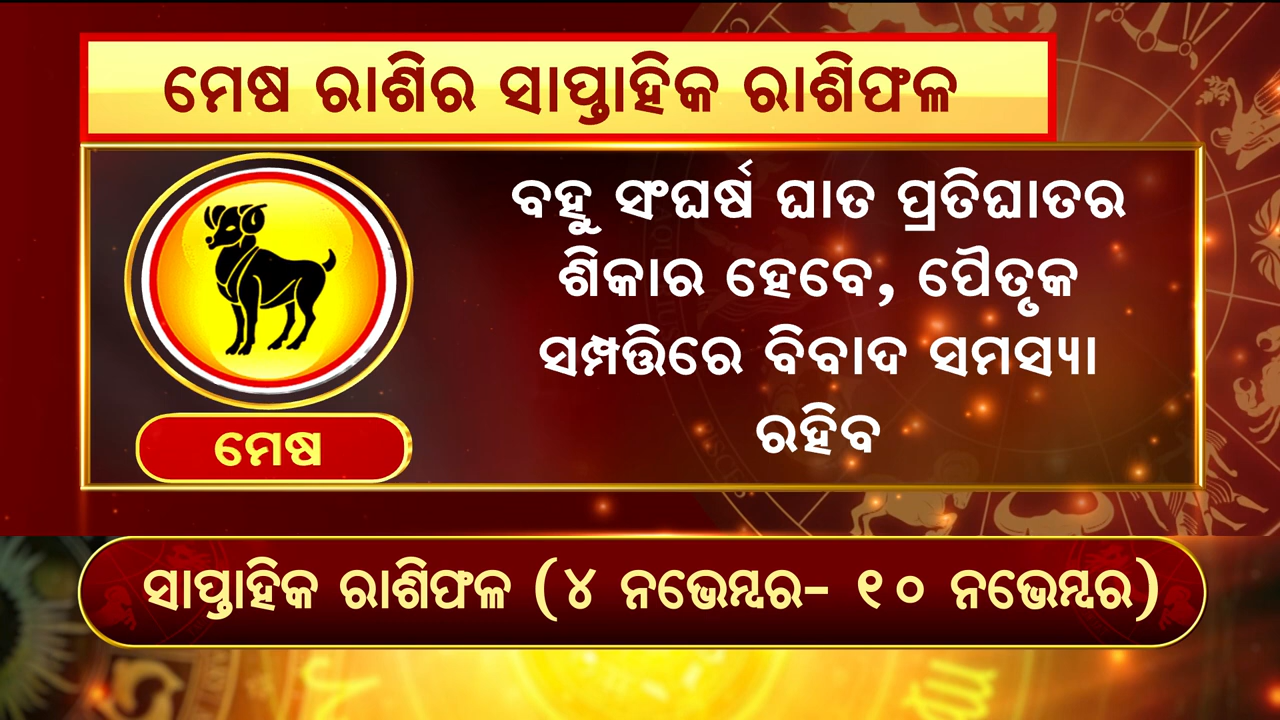 ମେଷ ରାଶିର ସାପ୍ତାହିକ ରାଶିଫଳ
ବହୁ ସଂଘର୍ଷ ଘାତ ପ୍ରତିଘାତର
ଶିକାର ହେବେ, ପୈତୃକ
ସମ୍ପତ୍ତିରେ ବିବାଦ ସମସ୍ୟା
ରହିବ
ମେଷ
ସାପ୍ତାହିକ ରାଶିଫଳ (୪ ନଭେମ୍ବର- ୧୦ ନଭେମ୍ବର)